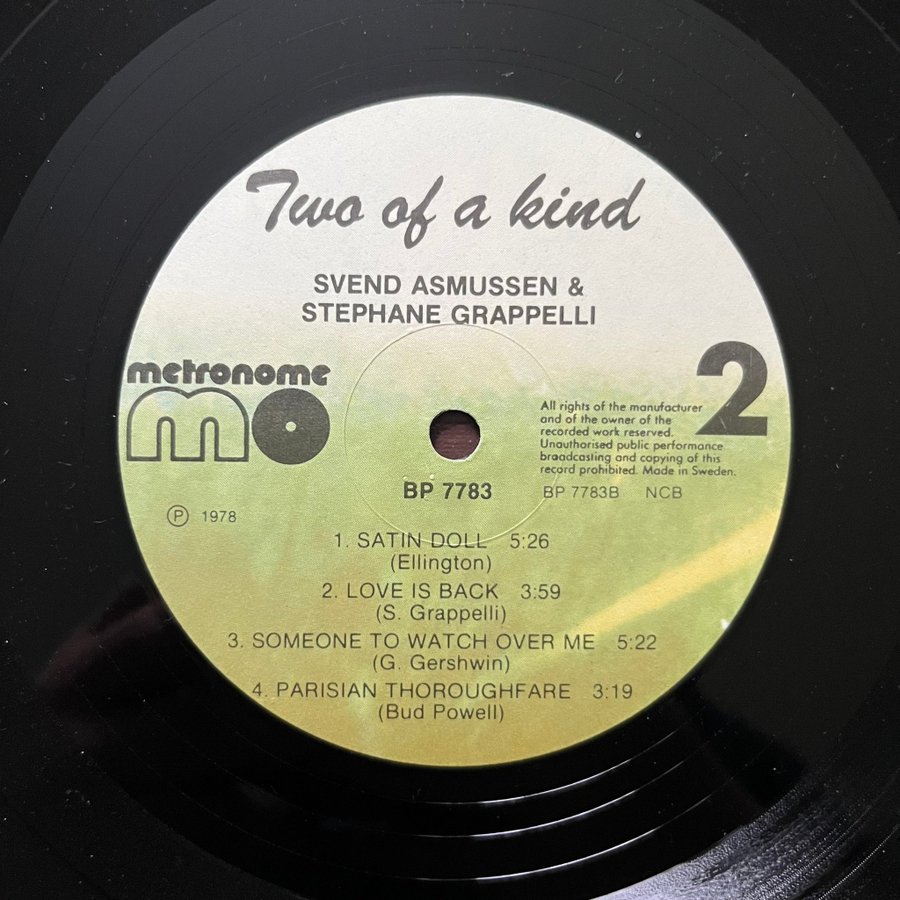 Two of a kind
SVEND ASMUSSEN &
STEPHANE GRAPPELLI
metronome
mo
2
All rights of the manufacturer
and of the owner of the
recorded work reserved.
Unauthorised public performance
broadcasting and copying of this
record prohibited. Made in Sweden.
BP 7783
BP 7783B NCB
P 1978
1. SATIN DOLL 5:26
(Ellington)
2. LOVE IS BACK 3:59
(S. Grappelli)
3. SOMEONE TO WATCH OVER ME 5:22
(G. Gershwin)
4. PARISIAN THOROUGHFARE 3:19
(Bud Powell)